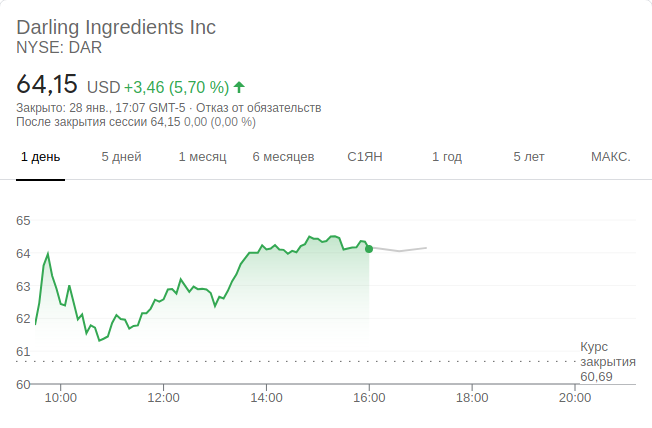 Darling Ingredients Inc
NYSE: DAR
64,15 USD +3,46 (5,70 %)
Закрыто: 28 янв., 17:07 GMT-5 · Отказ от обязательств
После закрытия сессии 64,15 0,00 (0,00 %)
1 день 5 дней 1 месяц 6 месяцев С1ЯН 1 год 5 лет МАКС.
65
64
63
62
61
Курс
закрытия
60,69
60
10:00 12:00 14:00 16:00 18:00 20:00